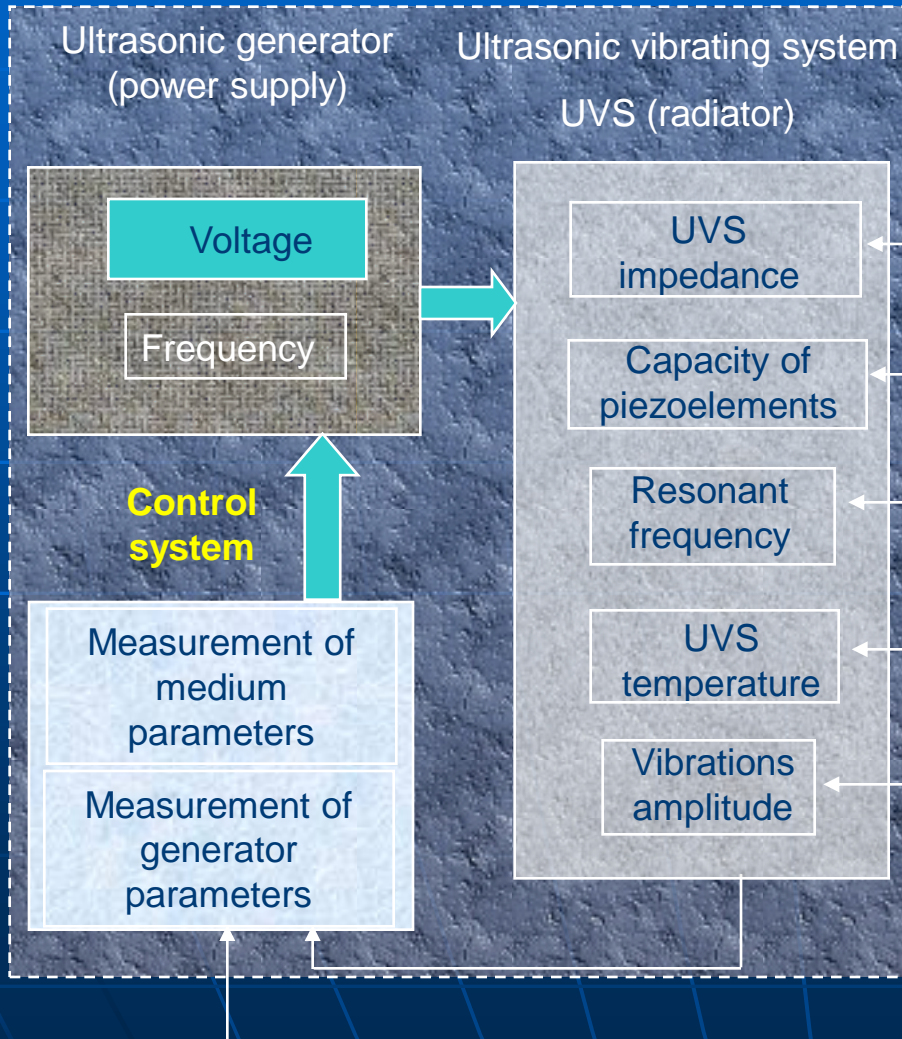 Ultrasonic generator
(power supply)
Ultrasonic vibrating system
UVS (radiator)
Voltage
Frequency
Control
system
Measurement of
medium
parameters
Measurement of
generator
parameters
UVS
impedance
Capacity of
piezoelements
Resonant
frequency
UVS
temperature
Vibrations
amplitude